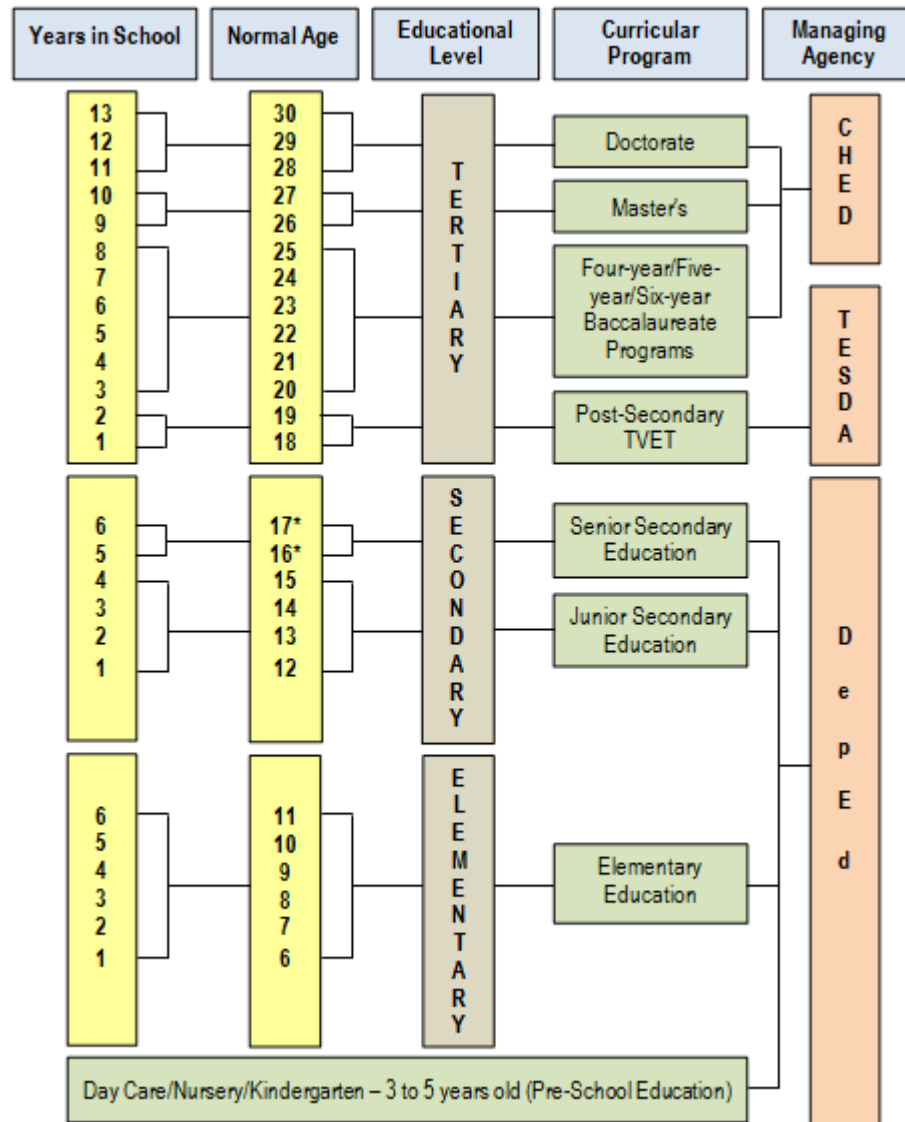 Years in School
Normal Age
Educational
Level
Curricular
Program
Managing
Agency
13
12
11
10
9
8
7
6
5
4
3
2
1
30
29
28
27
26
25
24
23
22
21
20
19
18
TERTIARY
Doctorate
Master's
Four-year/Five-
year/Six-year
Baccalaureate
Programs
Post-Secondary
TVET
CHED
TESDA
6
5
4
3
2
1
17*
16*
15
14
13
12
SECONDARY
Senior Secondary
Education
Junior Secondary
Education
DepEd
6
5
4
3
2
1
11
10
9
8
7
6
ELEMENTARY
Elementary
Education
Day Care/Nursery/Kindergarten – 3 to 5 years old (Pre-School Education)